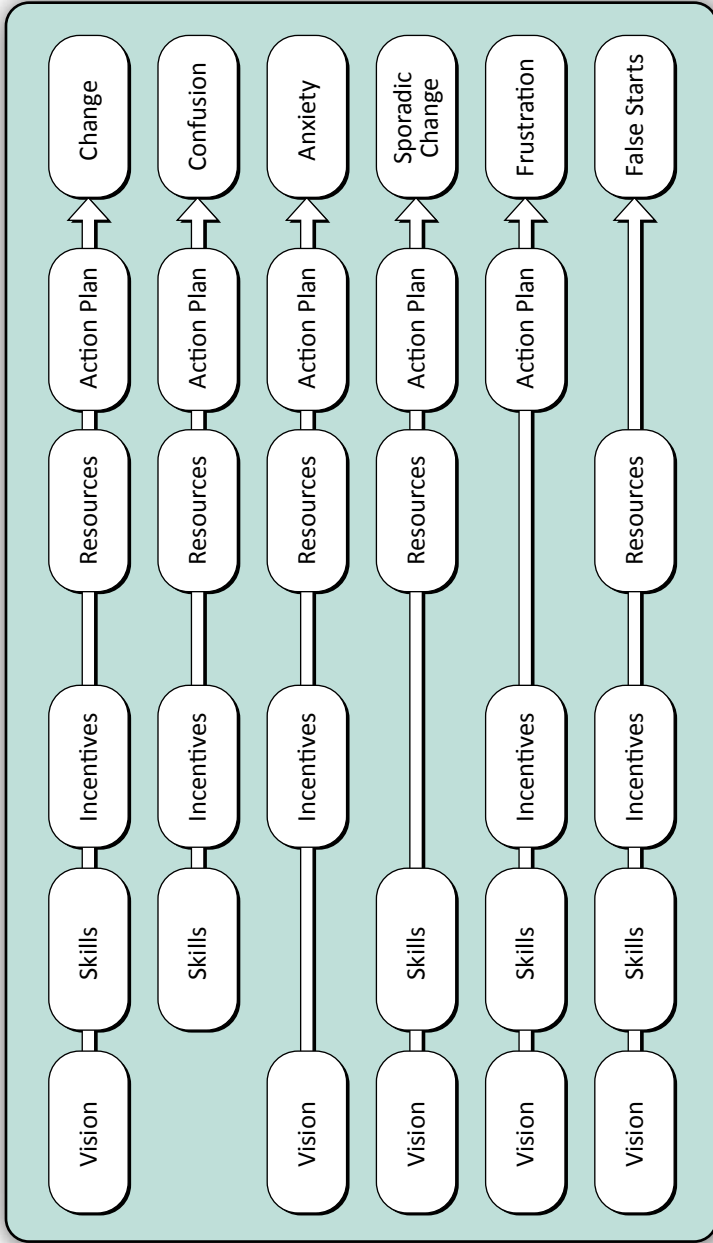 Vision
Skills
Incentives
Resources
Action Plan
Change
Skills
Incentives
Resources
Action Plan
Confusion
Vision
Incentives
Resources
Action Plan
Anxiety
Vision
Skills
Resources
Action Plan
Sporadic
Change
Vision
Skills
Incentives
Action Plan
Frustration
Vision
Skills
Incentives
Resources
False Starts